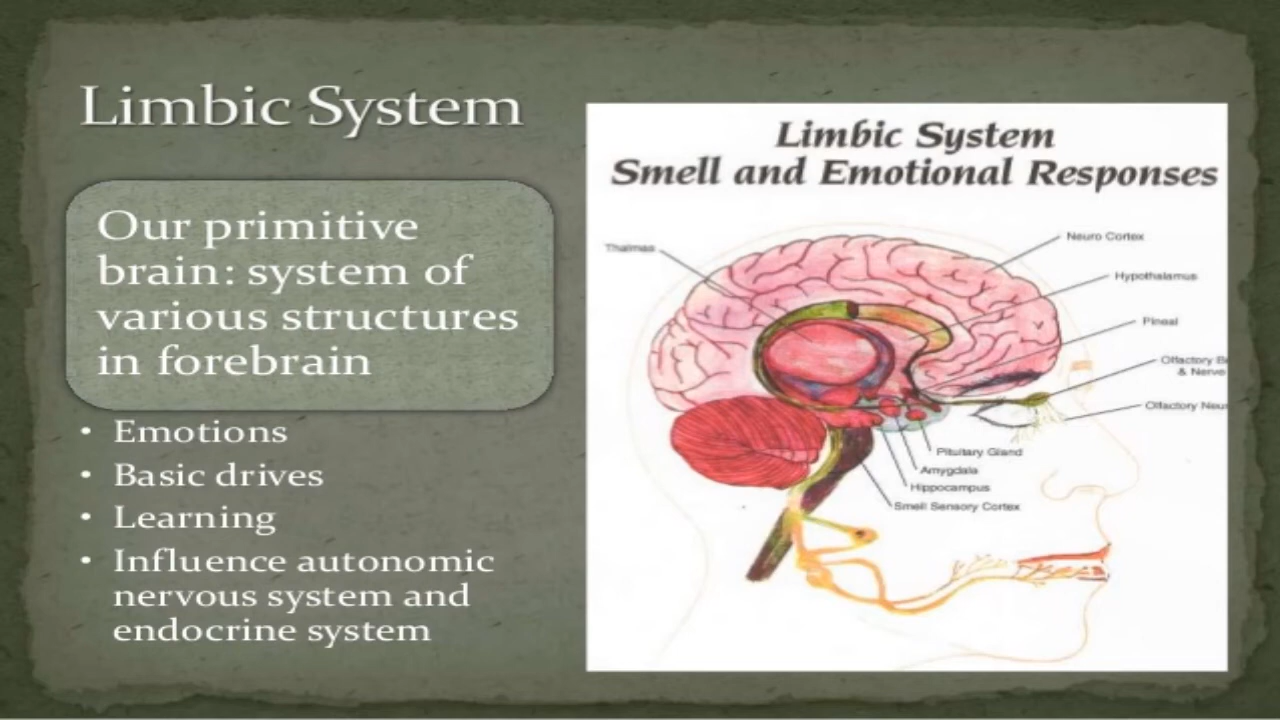 Limbic System
Our primitive
brain: system of
various structures
in forebrain
• Emotions
• Basic drives
• Learning
• Influence autonomic
nervous system and
endocrine system
Limbic System
Smell and Emotional Responses
Thalmas
Neuro Cortex
Hypothalamus
Pineal
Olfactory
& Nerve
Olfactory
Pituitary Gland
Amygdala
Hippocampus
Smell Sensory Cortex